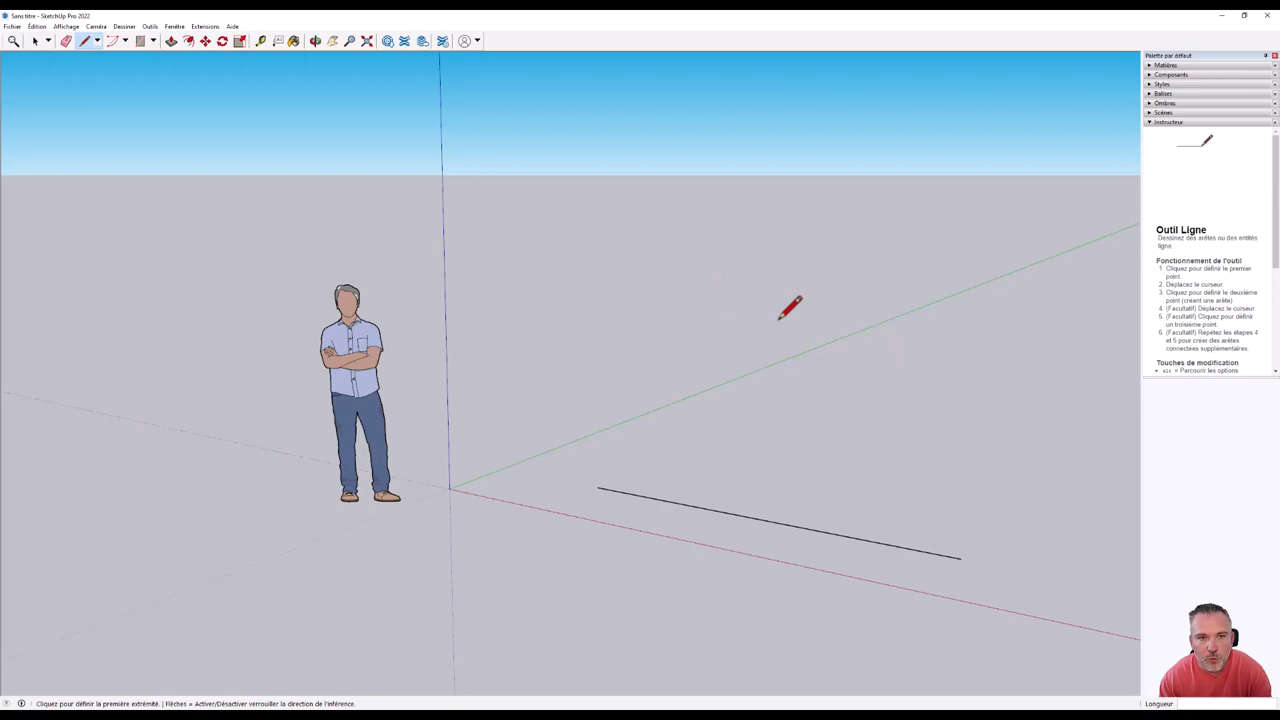 Sans titre - SketchUp Pro 2022
Fichier Édition Affichage Caméra Dessiner Outils Fenêtre Extensions Aide
Palette par défaut
Matières
Composants
Styles
Balises
Ombres
Scènes
Instructeur
Outil Ligne
Dessinez des arêtes ou des entités
ligne.
Fonctionnement de l'outil
1. Cliquez pour définir le premier
point.
2. Déplacez le curseur
3. Cliquez pour définir le deuxième
point (créant une arête)
4. (Facultatif) Déplacez le curseur.
5. (Facultatif) Cliquez pour définir
un troisième point.
6. (Facultatif) Répétez les étapes 4
et 5 pour créer des arêtes
connectées supplémentaires.
Touches de modification
• Alt = Parcourir les options
Cliquez pour définir la première extrémité. | Flèches = Activer/Désactiver verrouiller la direction de l'inférence.
Longueur